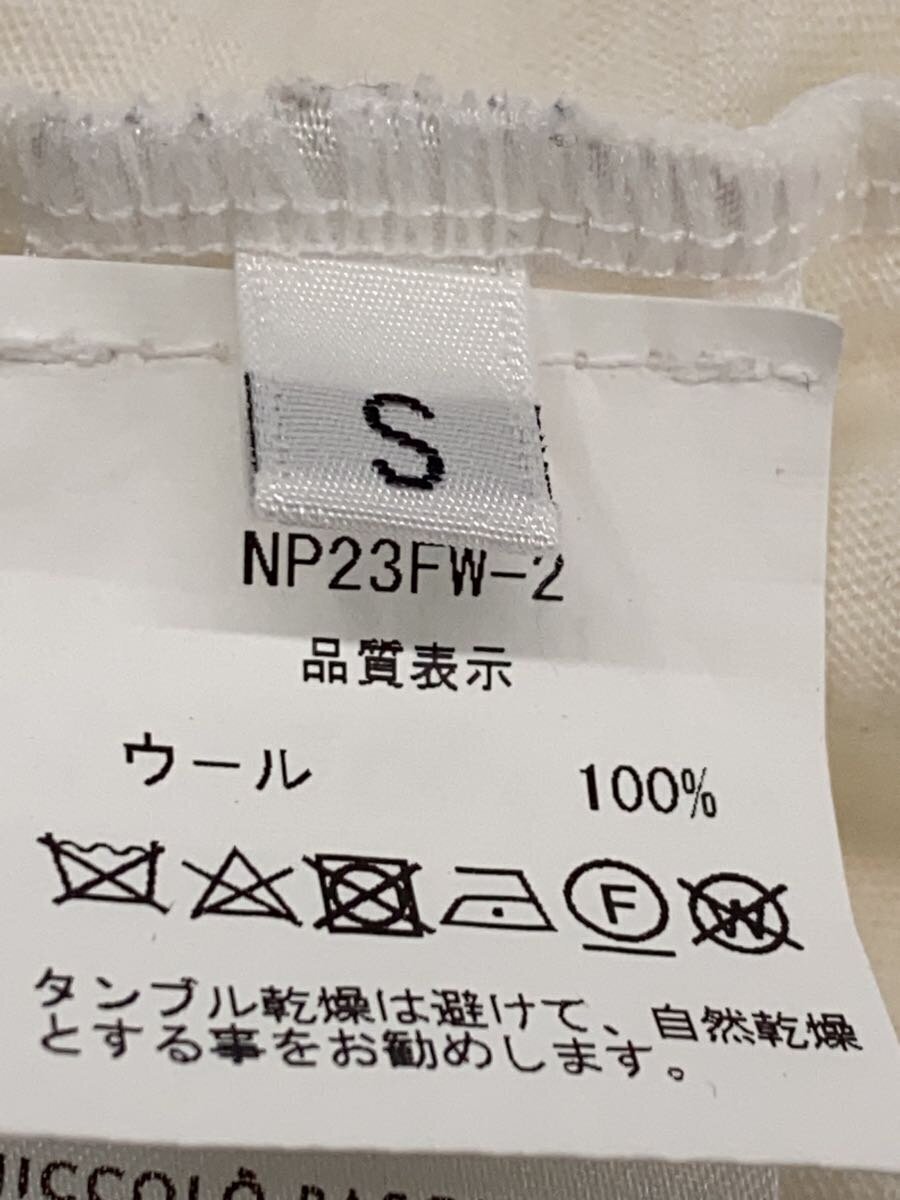 S
NP23FW-2
品質表示
ウール 100%
F
W
タンブル乾燥は避けて、自然乾燥
とする事をお勧めします。
NICCOLÒ